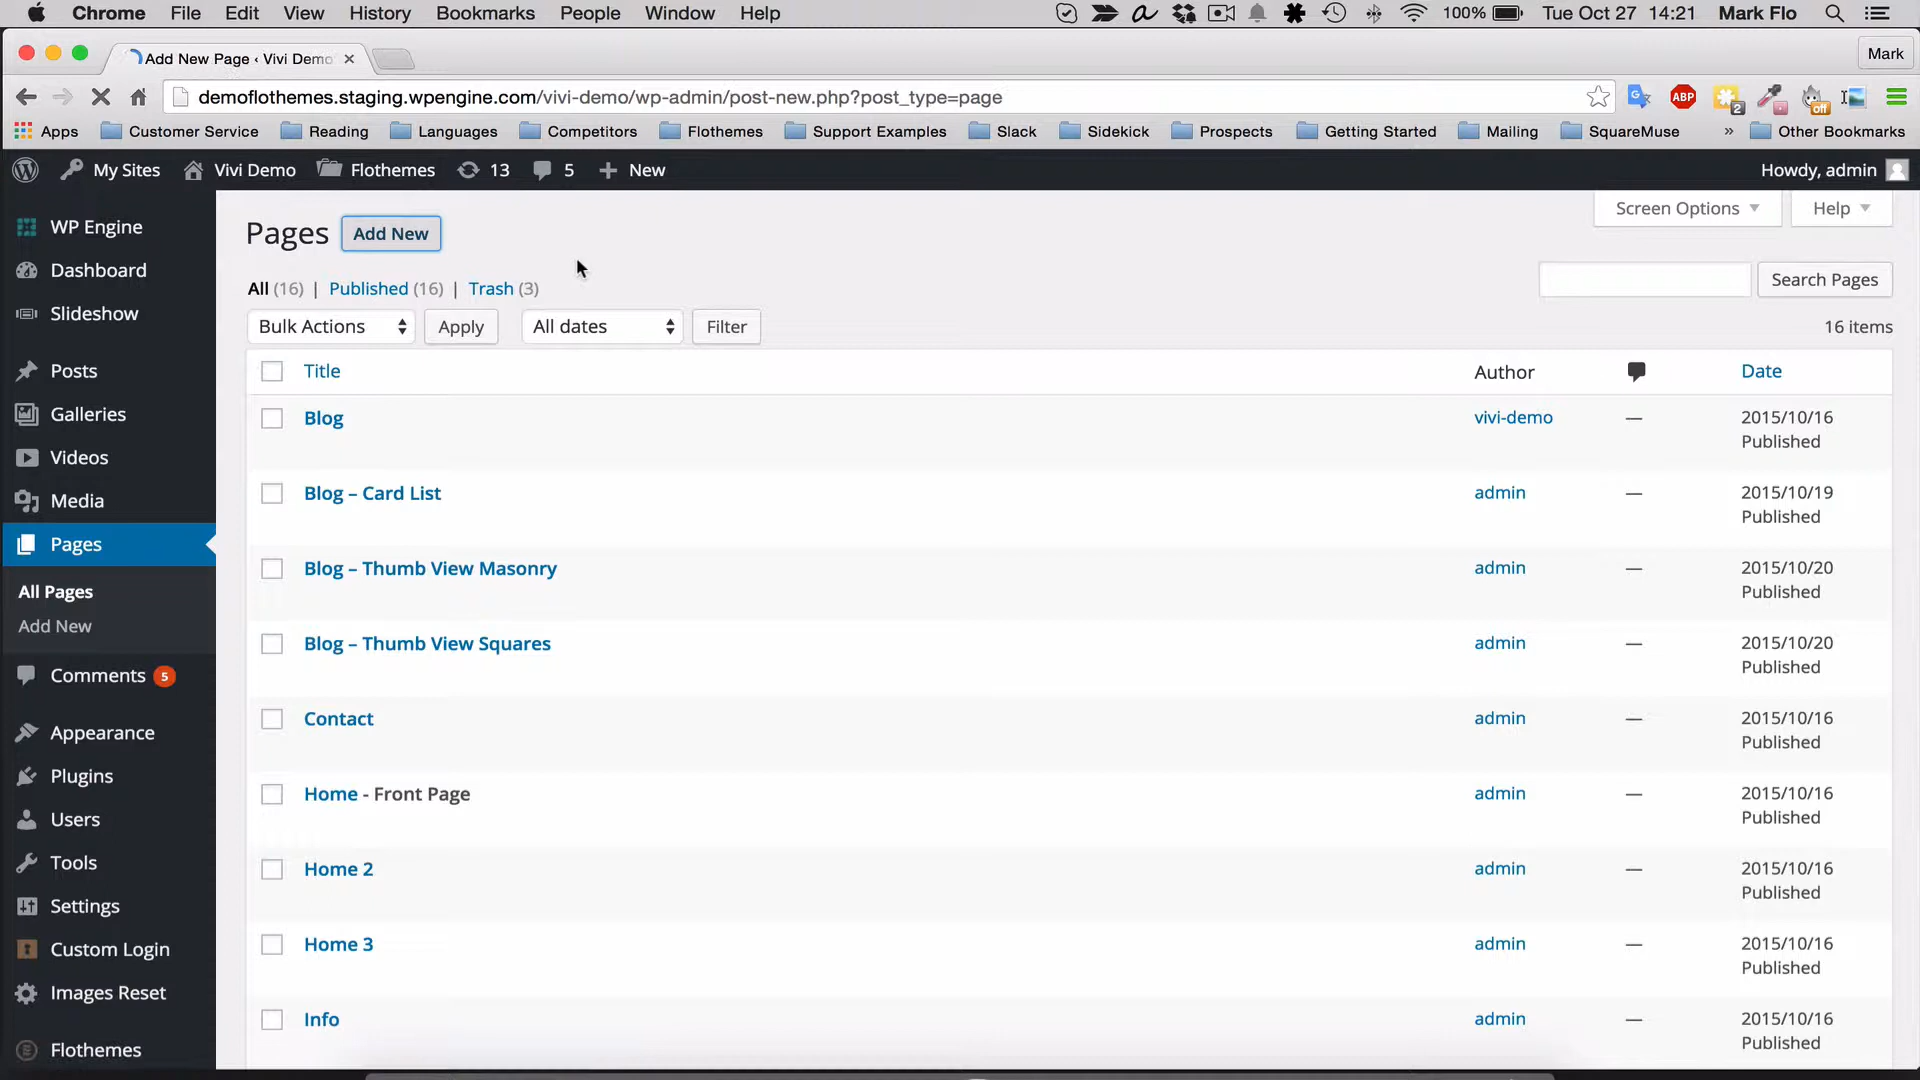 Chrome File Edit View History Bookmarks People Window Help 100% Tue Oct 27 14:21 Mark Flo
Add New Page ‹ Vivi Demo Mark
demoflothemes.staging.wpengine.com/vivi-demo/wp-admin/post-new.php?post_type=page ABP 2 off
Apps Customer Service Reading Languages Competitors Flothemes Support Examples Slack Sidekick Prospects Getting Started Mailing SquareMuse » Other Bookmarks
My Sites Vivi Demo Flothemes 13 5 + New Howdy, admin
WP Engine
Dashboard
Slideshow
Posts
Galleries
Videos
Media
Pages
All Pages
Add New
Comments 5
Appearance
Plugins
Users
Tools
Settings
Custom Login
Images Reset
Flothemes
Screen Options Help
Pages Add New
All (16) | Published (16) | Trash (3)
Search Pages
Bulk Actions Apply All dates Filter 16 items
Title Author Date
Blog vivi-demo — 2015/10/16
Published
Blog – Card List admin — 2015/10/19
Published
Blog – Thumb View Masonry admin — 2015/10/20
Published
Blog – Thumb View Squares admin — 2015/10/20
Published
Contact admin — 2015/10/16
Published
Home - Front Page admin — 2015/10/16
Published
Home 2 admin — 2015/10/16
Published
Home 3 admin — 2015/10/16
Published
Info admin — 2015/10/16
Published